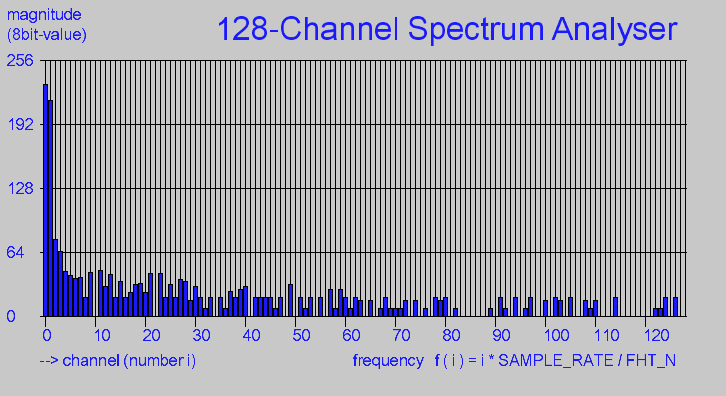 magnitude
(8bit-value)
128-Channel Spectrum Analyser
256
192
128
64
0
0 10 20 30 40 50 60 70 80 90 100 110 120
--> channel (number i) frequency f ( i ) = i * SAMPLE_RATE / FHT_N